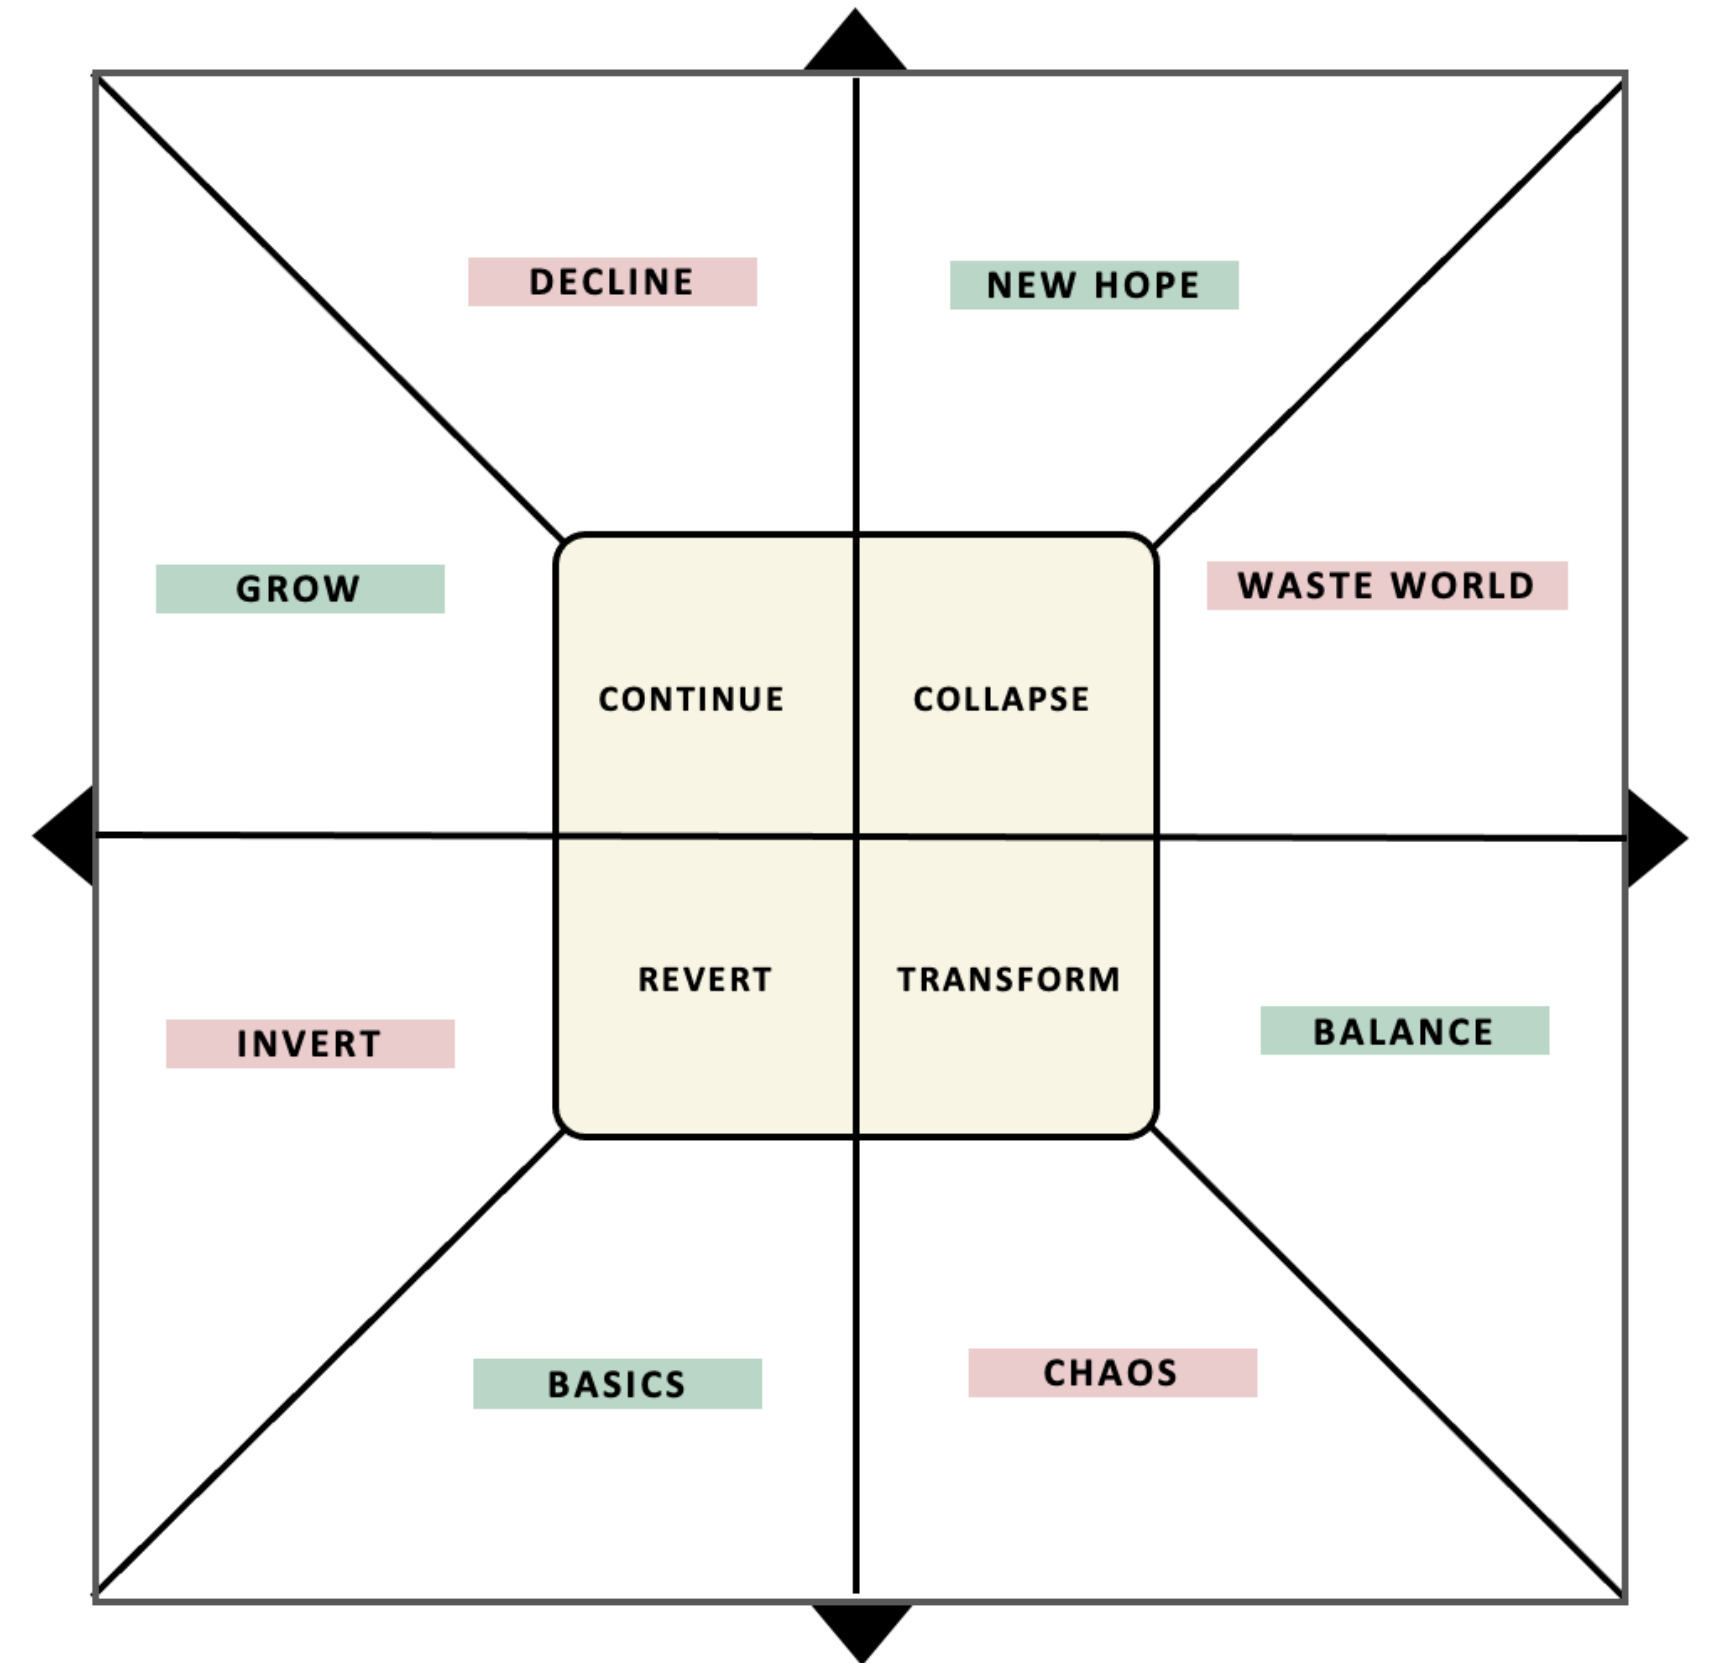 DECLINE
NEW HOPE
GROW
WASTE WORLD
CONTINUE
COLLAPSE
REVERT
TRANSFORM
INVERT
BALANCE
BASICS
CHAOS